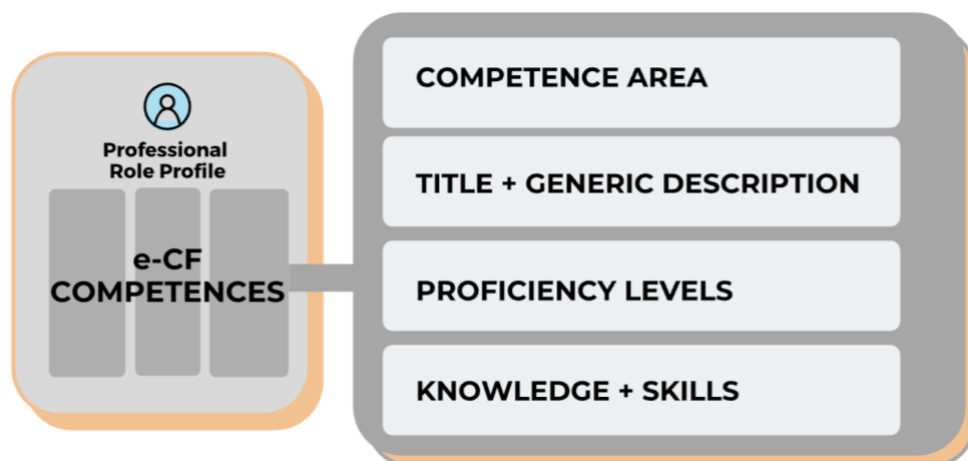 Professional
Role Profile
e-CF
COMPETENCES
COMPETENCE AREA
TITLE + GENERIC DESCRIPTION
PROFICIENCY LEVELS
KNOWLEDGE + SKILLS